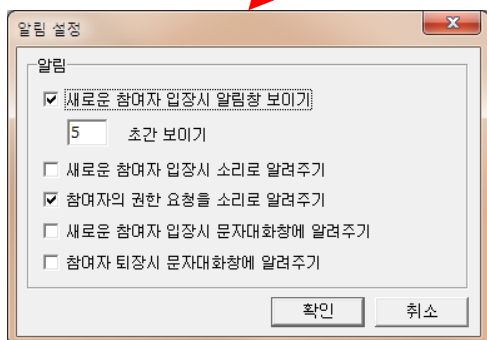 알림 설정
알림
새로운 참여자 입장시 알림창 보이기
5 초간 보이기
새로운 참여자 입장시 소리로 알려주기
참여자의 권한 요청을 소리로 알려주기
새로운 참여자 입장시 문자대화창에 알려주기
참여자 퇴장시 문자대화창에 알려주기
확인 취소